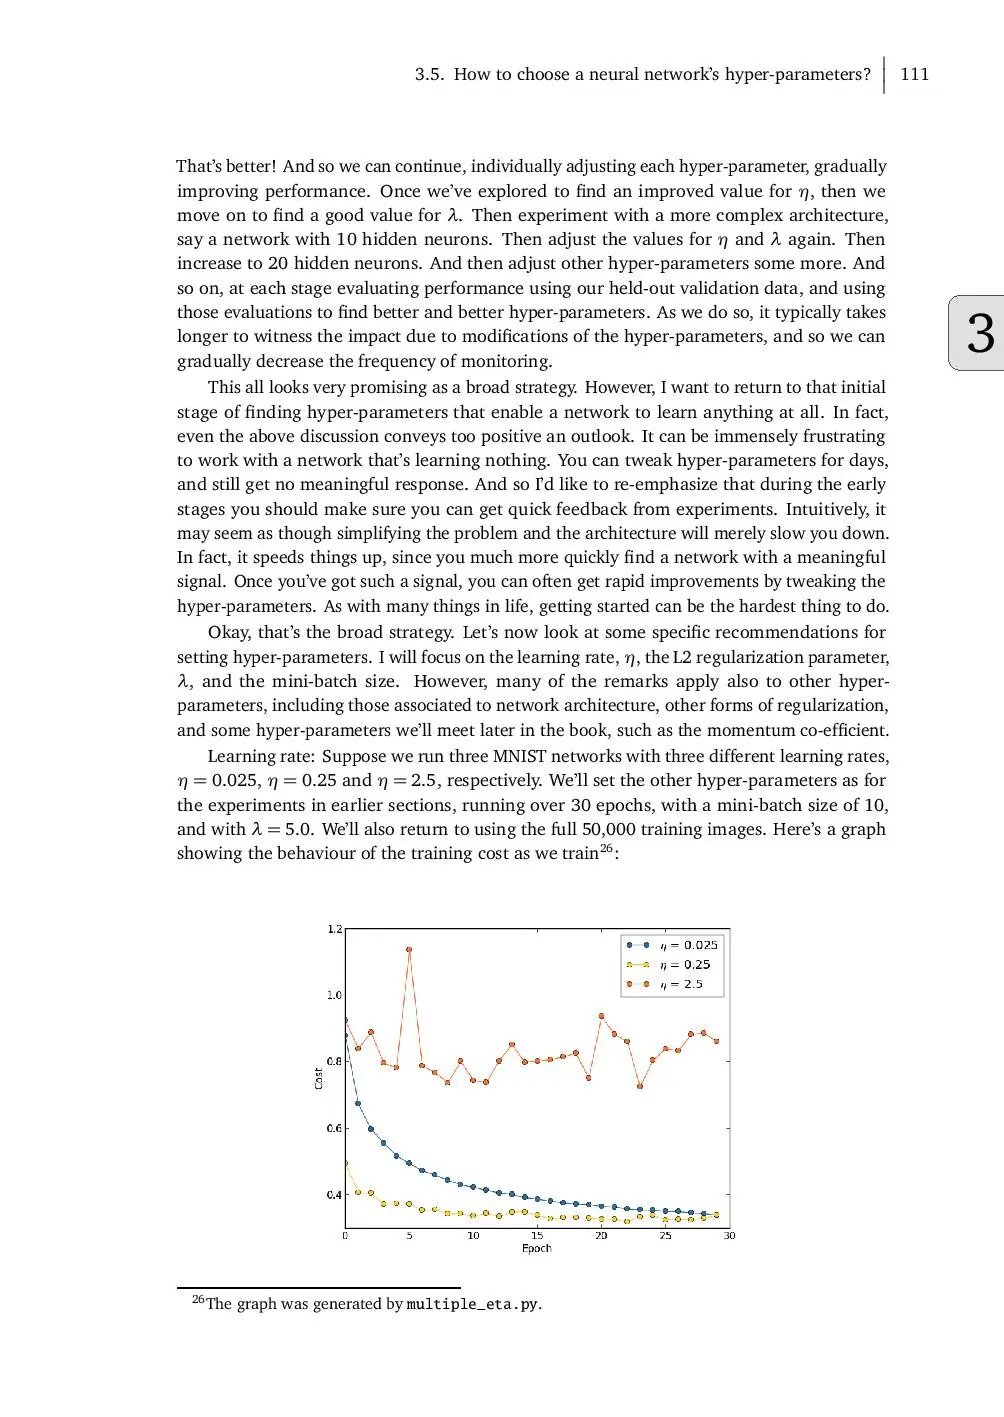 3.5. How to choose a neural network's hyper-parameters? 111
That's better! And so we can continue, individually adjusting each hyper-parameter, gradually
improving performance. Once we've explored to find an improved value for η, then we
move on to find a good value for λ. Then experiment with a more complex architecture,
say a network with 10 hidden neurons. Then adjust the values for η and λ again. Then
increase to 20 hidden neurons. And then adjust other hyper-parameters some more. And
so on, at each stage evaluating performance using our held-out validation data, and using
those evaluations to find better and better hyper-parameters. As we do so, it typically takes
longer to witness the impact due to modifications of the hyper-parameters, and so we can
gradually decrease the frequency of monitoring.
3
This all looks very promising as a broad strategy. However, I want to return to that initial
stage of finding hyper-parameters that enable a network to learn anything at all. In fact,
even the above discussion conveys too positive an outlook. It can be immensely frustrating
to work with a network that's learning nothing. You can tweak hyper-parameters for days,
and still get no meaningful response. And so I'd like to re-emphasize that during the early
stages you should make sure you can get quick feedback from experiments. Intuitively, it
may seem as though simplifying the problem and the architecture will merely slow you down.
In fact, it speeds things up, since you much more quickly find a network with a meaningful
signal. Once you've got such a signal, you can often get rapid improvements by tweaking the
hyper-parameters. As with many things in life, getting started can be the hardest thing to do.
Okay, that's the broad strategy. Let's now look at some specific recommendations for
setting hyper-parameters. I will focus on the learning rate, η, the L2 regularization parameter,
λ, and the mini-batch size. However, many of the remarks apply also to other hyper-
parameters, including those associated to network architecture, other forms of regularization,
and some hyper-parameters we'll meet later in the book, such as the momentum co-efficient.
Learning rate: Suppose we run three MNIST networks with three different learning rates,
η = 0.025, η = 0.25 and η = 2.5, respectively. We'll set the other hyper-parameters as for
the experiments in earlier sections, running over 30 epochs, with a mini-batch size of 10,
and with λ = 5.0. We'll also return to using the full 50,000 training images. Here's a graph
showing the behaviour of the training cost as we train26:
1.2
η = 0.025
η = 0.25
η = 2.5
1.0
0.8
Cost
0.6
0.4
0 5 10 15 20 25 30
Epoch
26The graph was generated by multiple_eta.py.